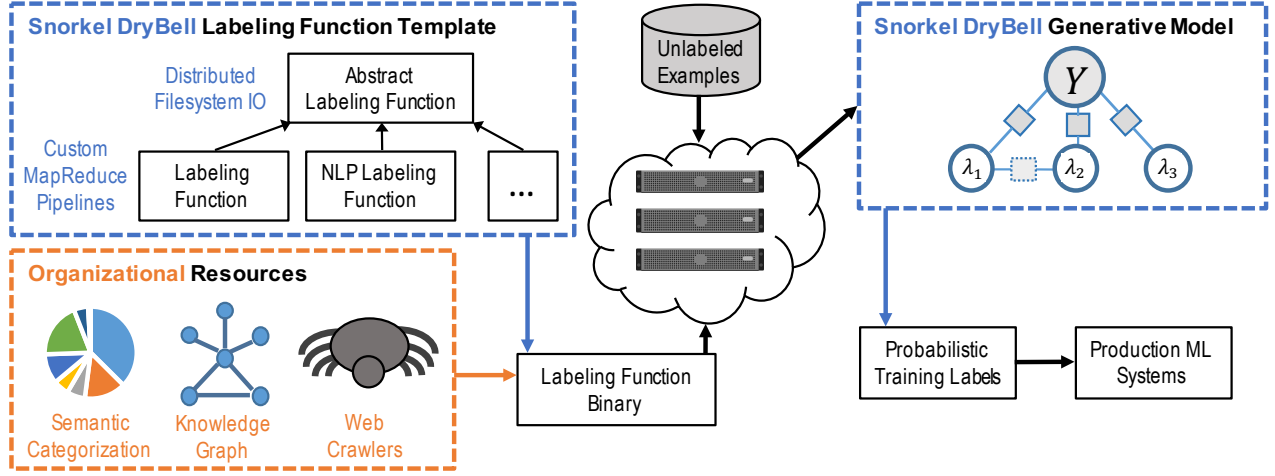 Snorkel DryBell Labeling Function Template
Distributed
Filesystem IO
Abstract
Labeling Function
Custom
MapReduce
Pipelines
Labeling
Function
NLP Labeling
Function
...
Organizational Resources
Semantic
Categorization
Knowledge
Graph
Web
Crawlers
Labeling Function
Binary
Unlabeled
Examples
Snorkel DryBell Generative Model
Y
λ₁
λ₂
λ₃
Probabilistic
Training Labels
Production ML
Systems